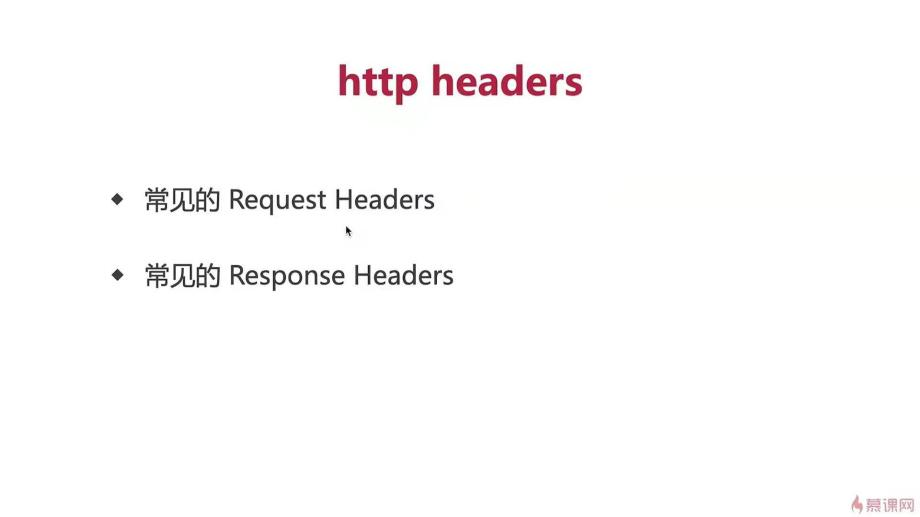 http headers
◆ 常见的 Request Headers
◆ 常见的 Response Headers
慕课网